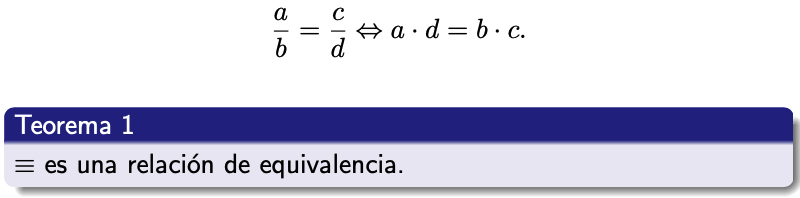 a/b = c/d ⇔ a · d = b · c.
Teorema 1
≡ es una relación de equivalencia.